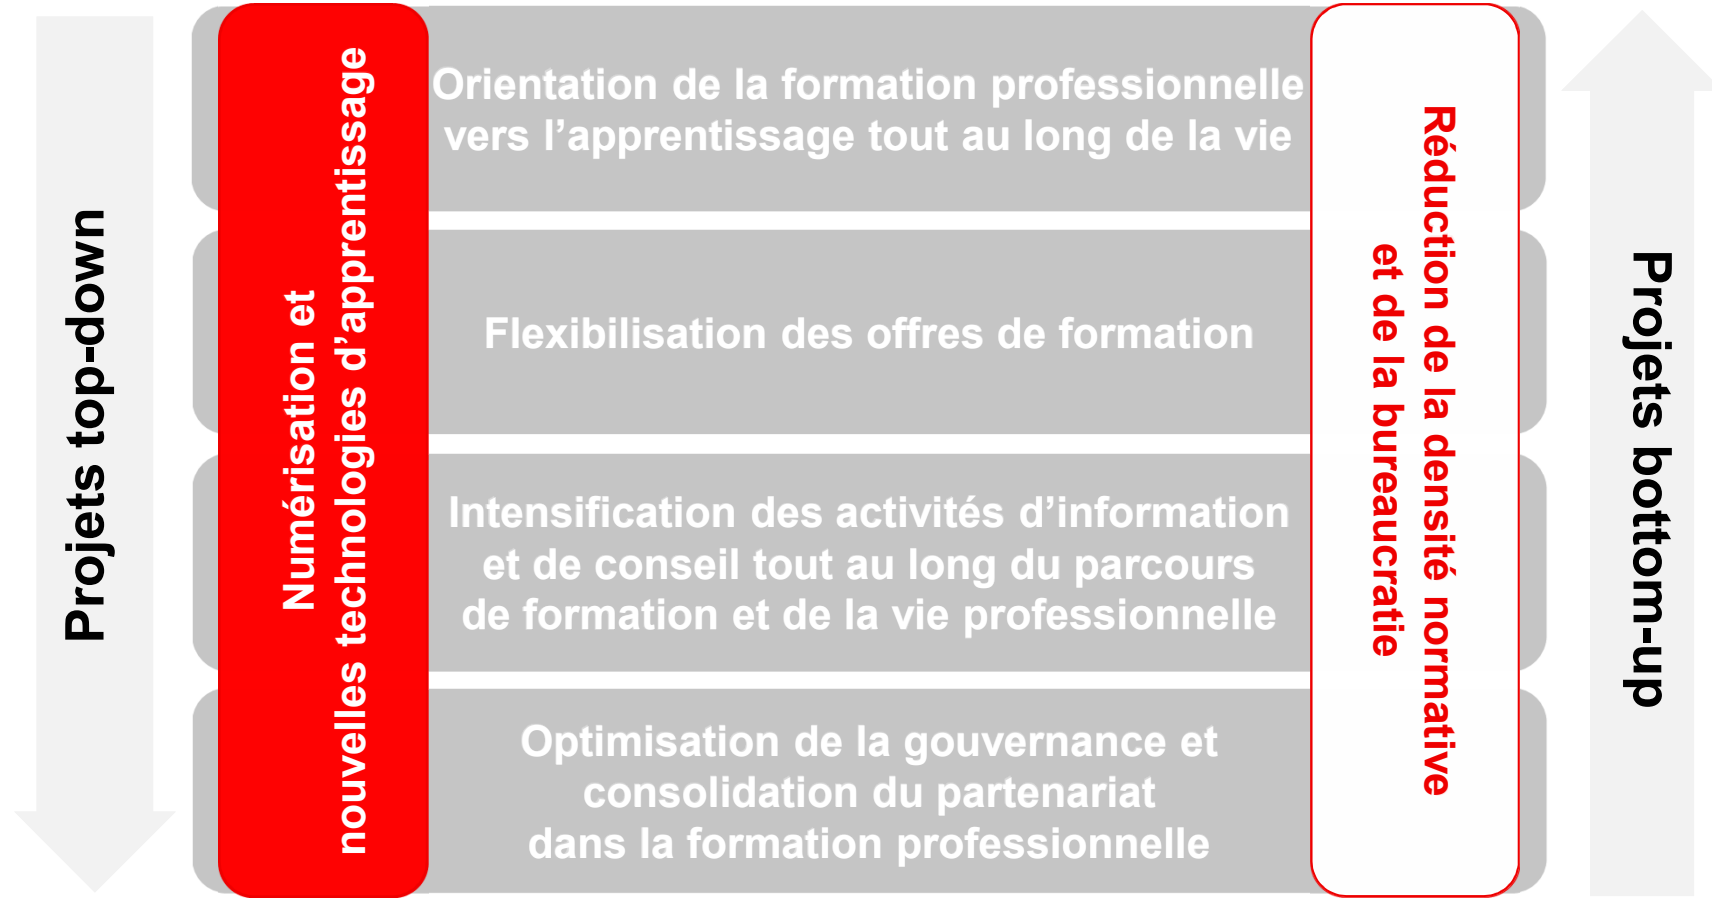 Projets top-down
Numérisation et
nouvelles technologies d’apprentissage
Orientation de la formation professionnelle
vers l’apprentissage tout au long de la vie
Flexibilisation des offres de formation
Intensification des activités d’information
et de conseil tout au long du parcours
de formation et de la vie professionnelle
Optimisation de la gouvernance et
consolidation du partenariat
dans la formation professionnelle
Réduction de la densité normative
et de la bureaucratie
Projets bottom-up